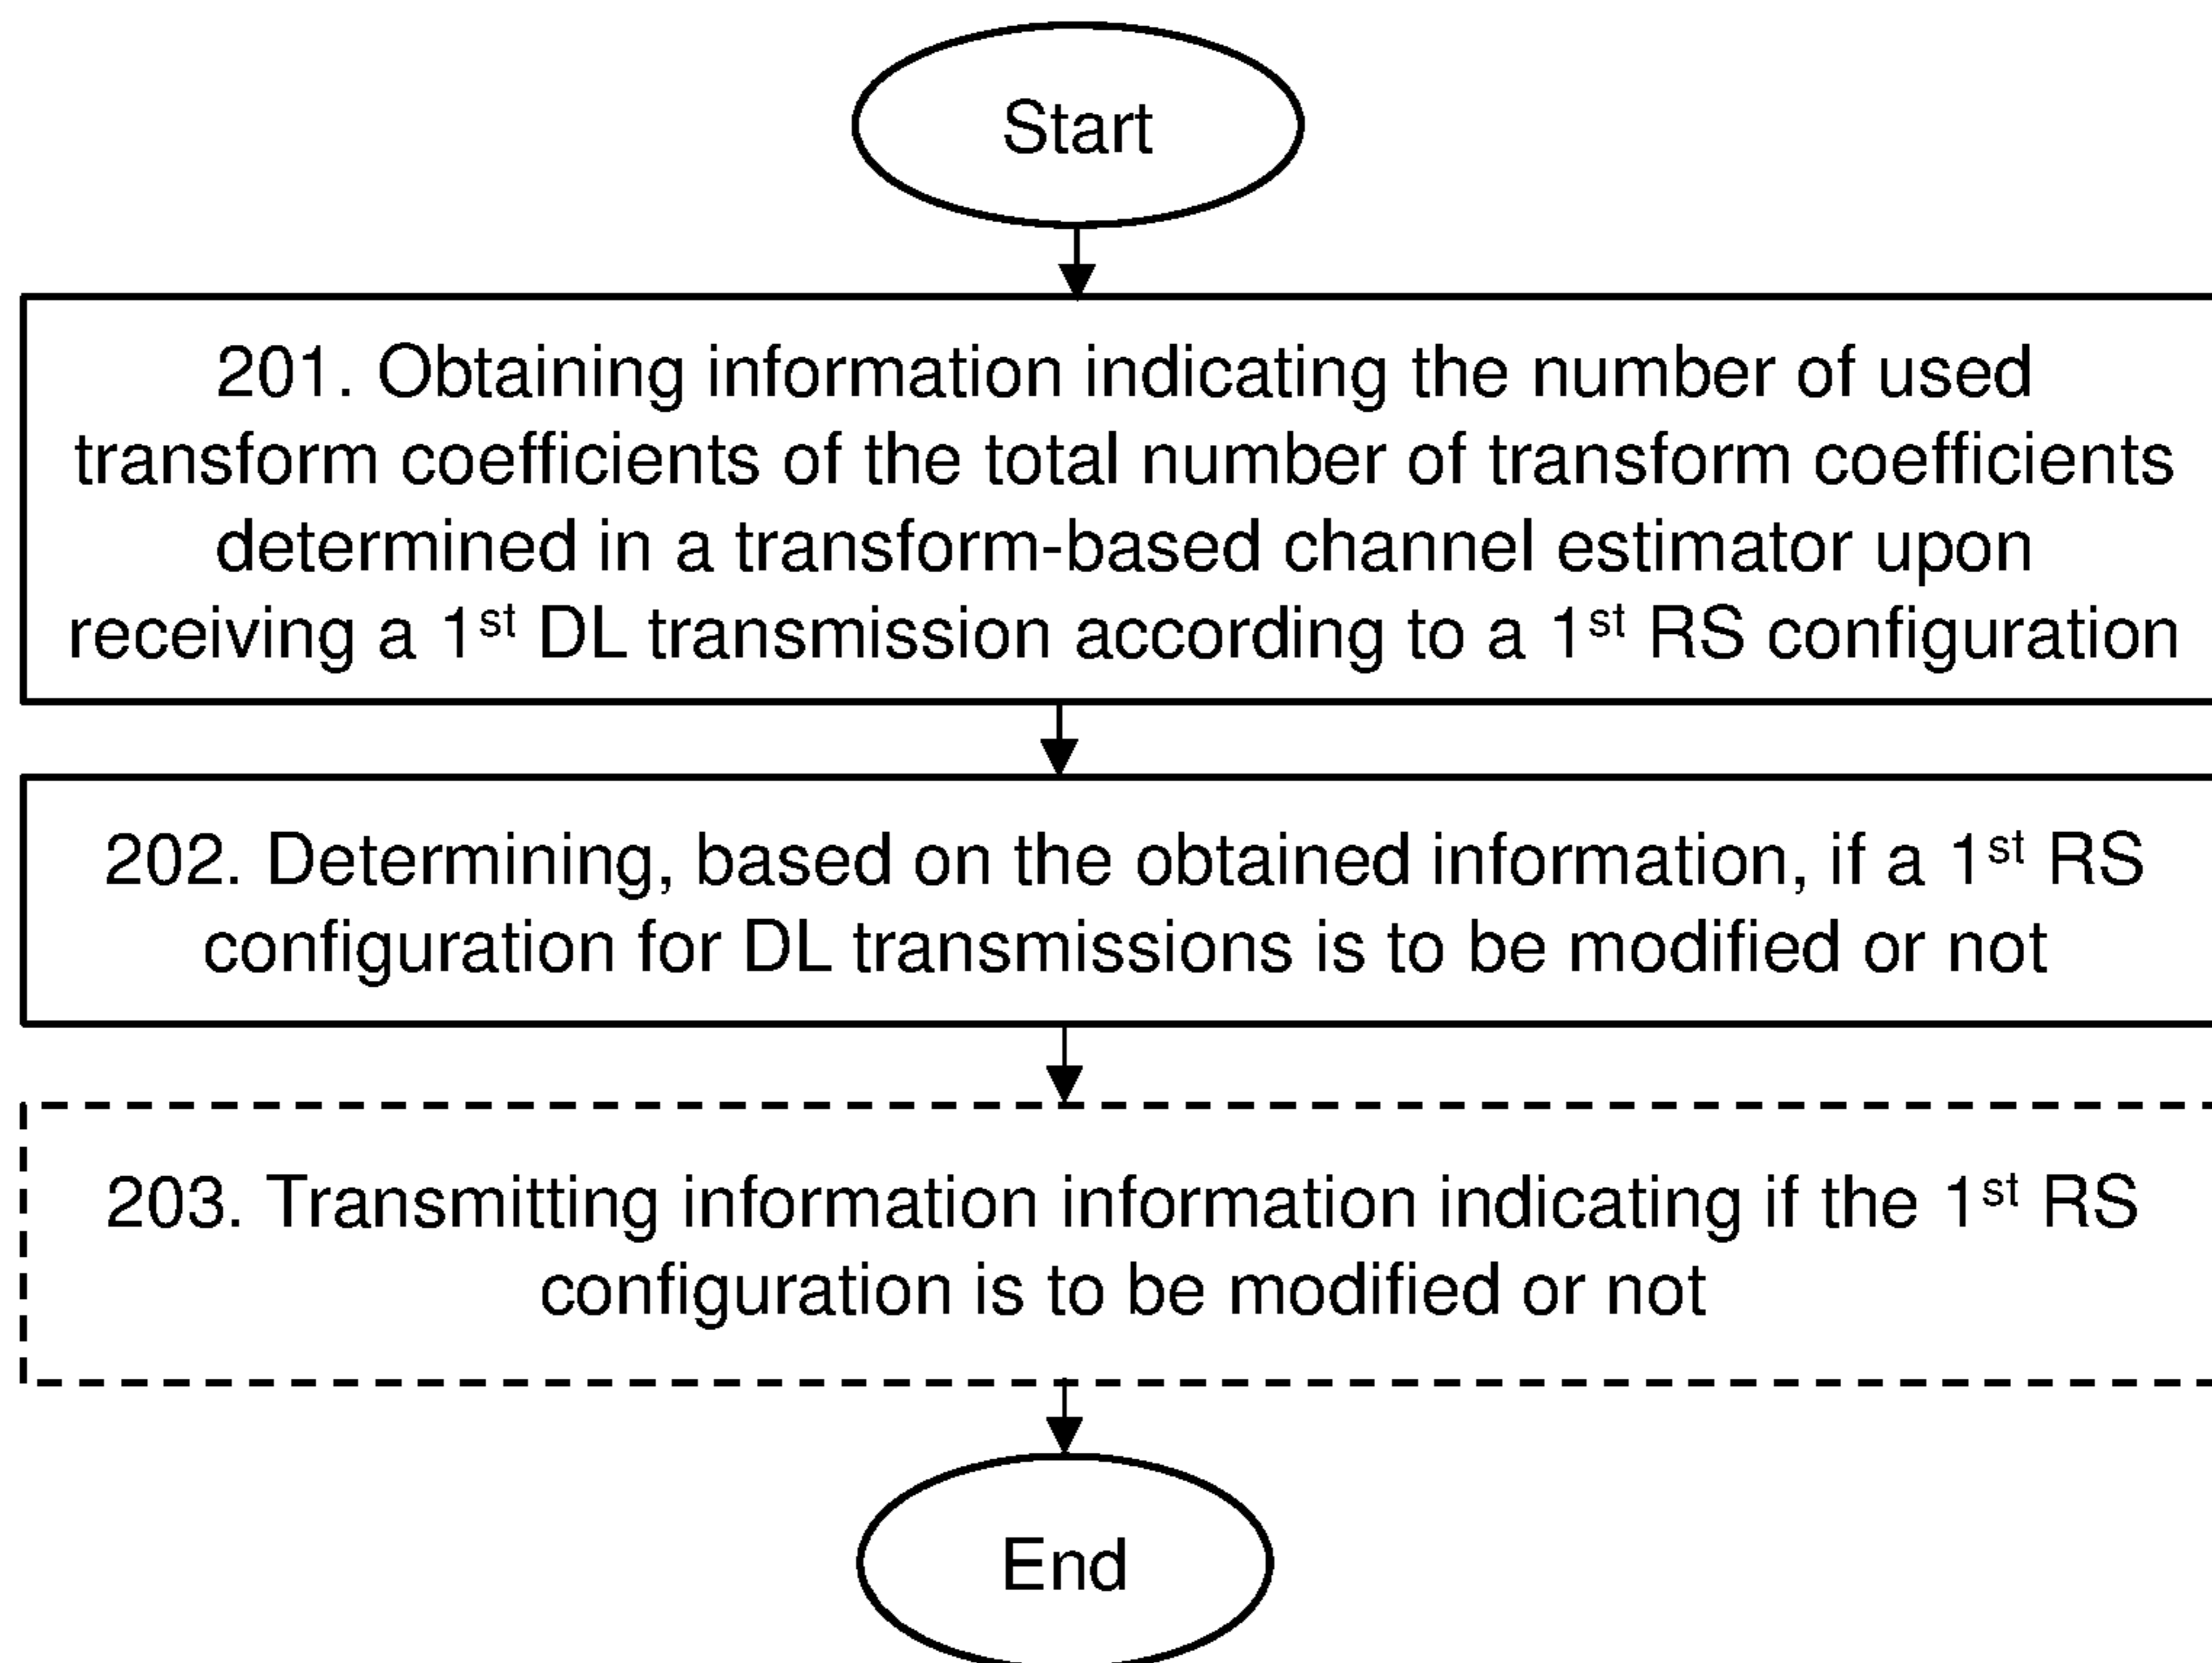 Start
201. Obtaining information indicating the number of used
transform coefficients of the total number of transform coefficients
determined in a transform-based channel estimator upon
receiving a 1st DL transmission according to a 1st RS configuration
202. Determining, based on the obtained information, if a 1st RS
configuration for DL transmissions is to be modified or not
203. Transmitting information information indicating if the 1st RS
configuration is to be modified or not
End